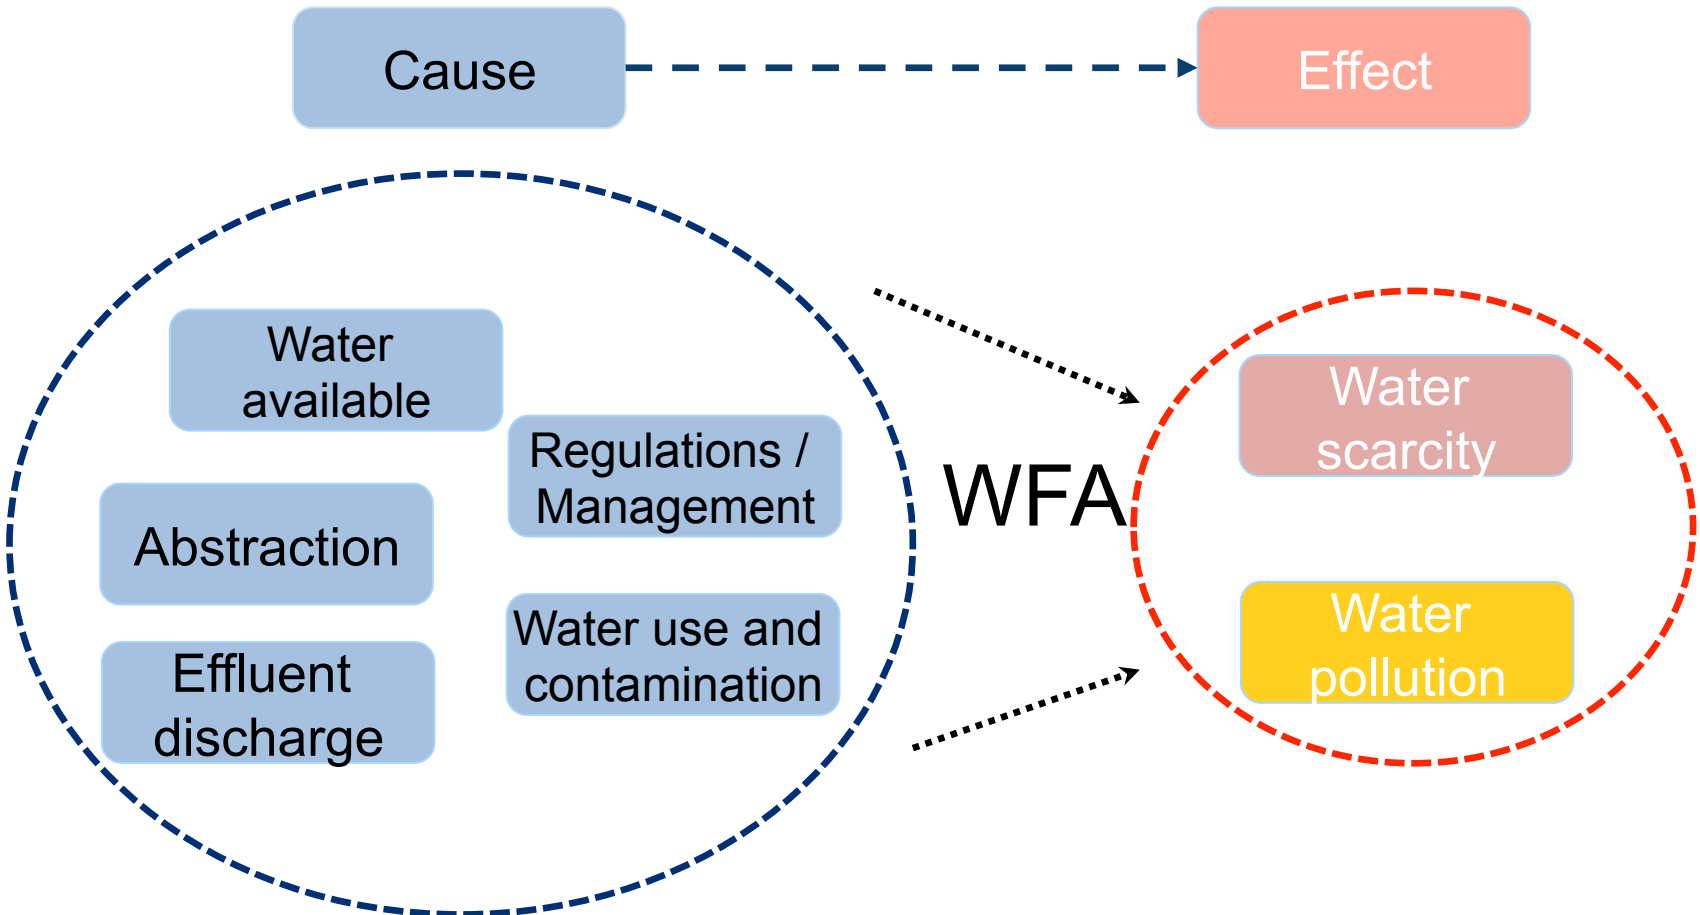 Cause
Effect
Water
available
Regulations /
Management
Abstraction
Water use and
contamination
Effluent
discharge
WFA
Water
scarcity
Water
pollution